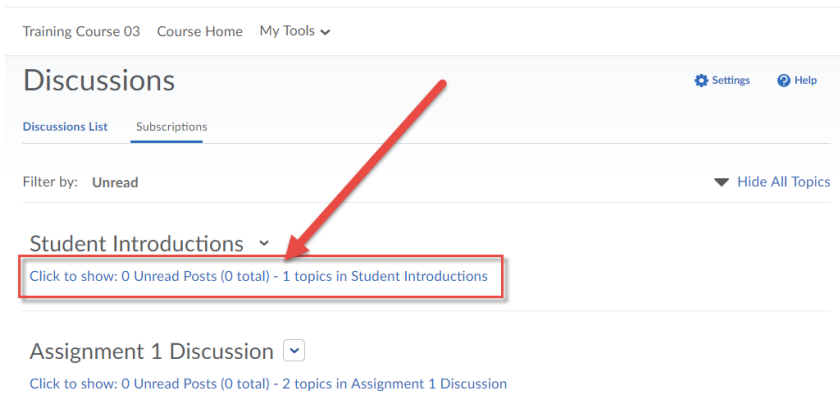 Training Course 03 Course Home My Tools
Discussions
Settings Help
Discussions List Subscriptions
Filter by: Unread
Hide All Topics
Student Introductions
Click to show: 0 Unread Posts (0 total) - 1 topics in Student Introductions
Assignment 1 Discussion
Click to show: 0 Unread Posts (0 total) - 2 topics in Assignment 1 Discussion